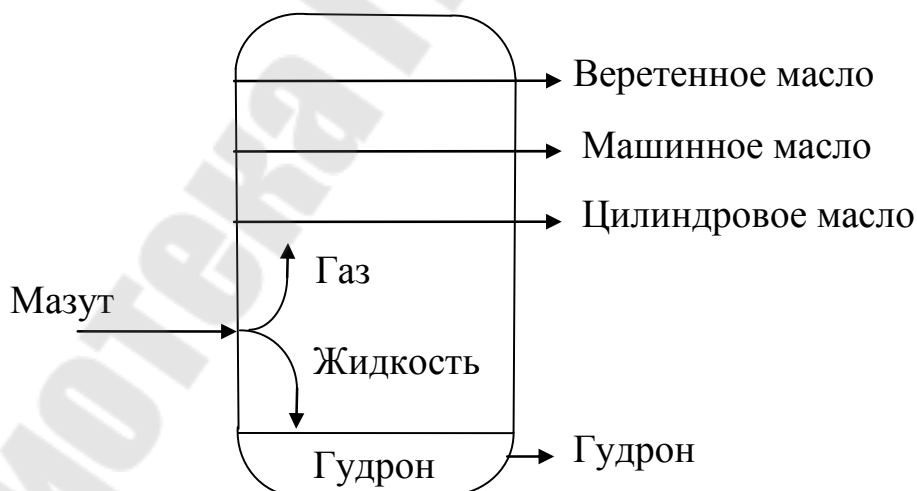 Веретенное масло
Машинное масло
Цилиндровое масло
Газ
Мазут
Жидкость
Гудрон
Гудрон